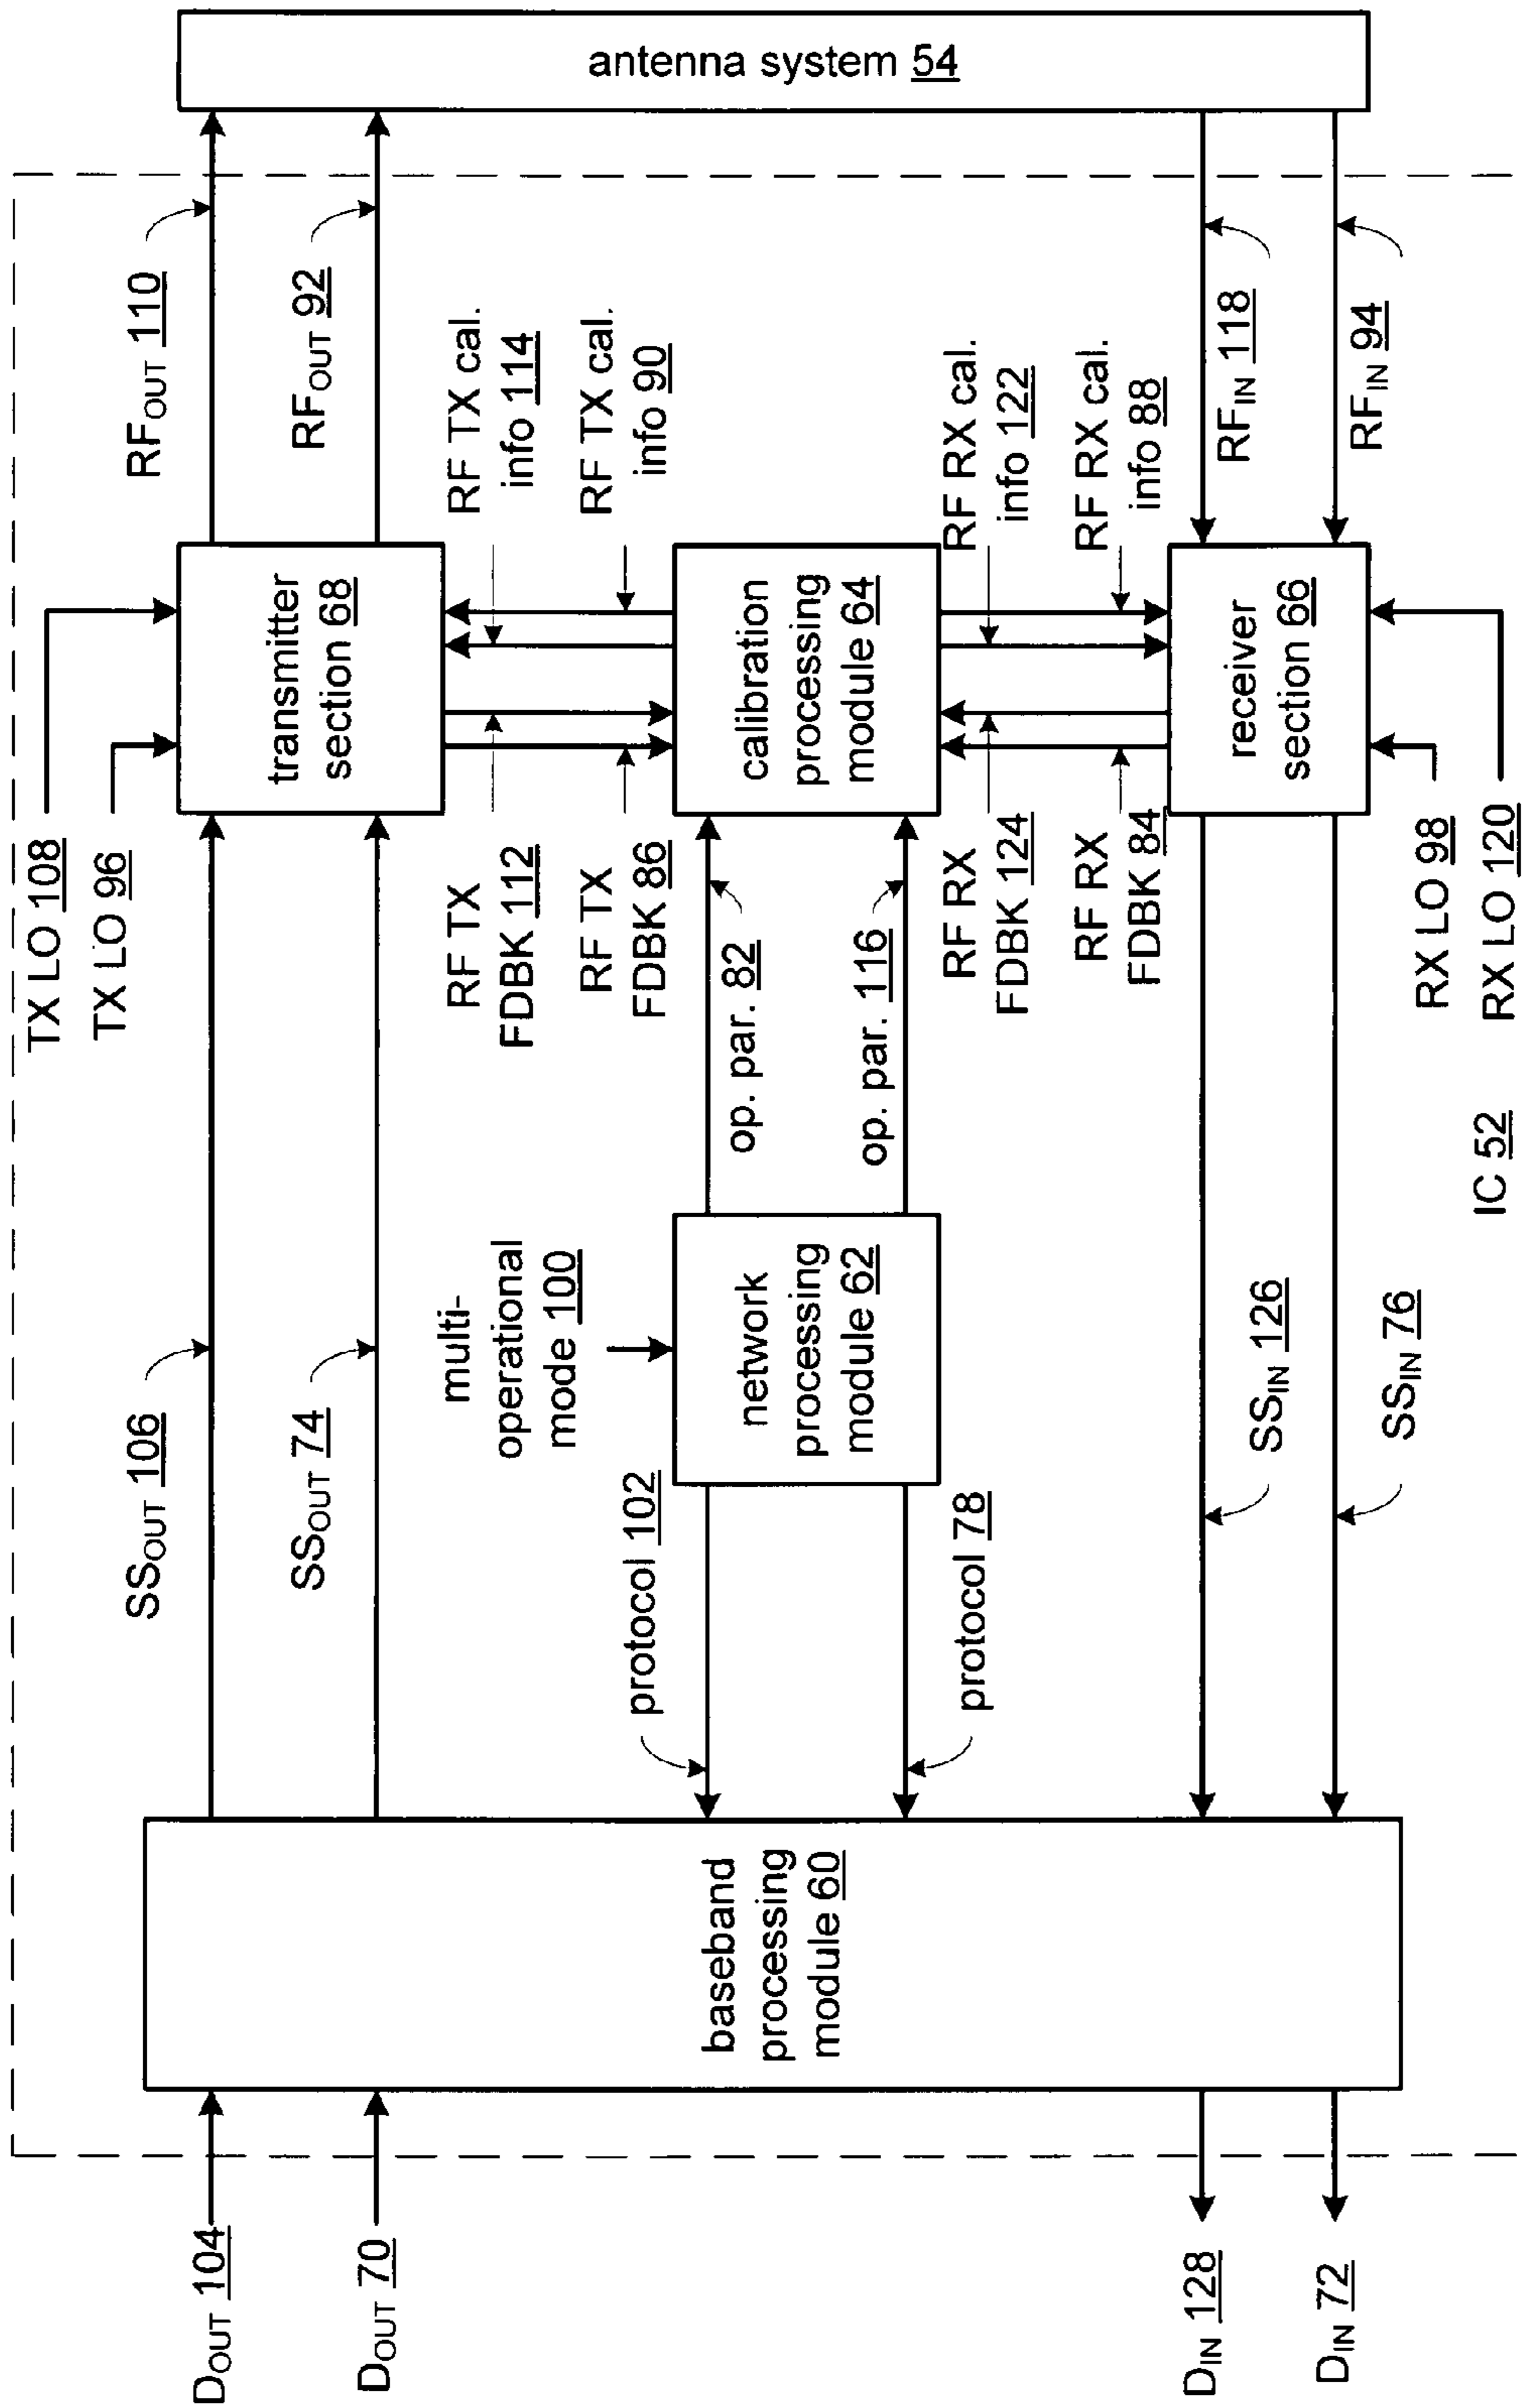 antenna system 54
RFOUT 110
RFOUT 92
RF TX cal.
info 114
RF TX cal.
info 90
RF RX cal.
info 122
RF RX cal.
info 88
RFIN 118
RFIN 94
transmitter
section 68
calibration
processing
module 64
receiver
section 66
TX LO 108
TX LO 96
RF TX
FDBK 112
RF TX
FDBK 86
op. par. 82
op. par. 116
RF RX
FDBK 124
RF RX
FDBK 84
RX LO 98
RX LO 120
IC 52
SSOUT 106
SSOUT 74
multi-
operational
mode 100
network
processing
module 62
protocol 102
protocol 78
SSIN 126
SSIN 76
baseband
processing
module 60
DOUT 104
DOUT 70
DIN 128
DIN 72